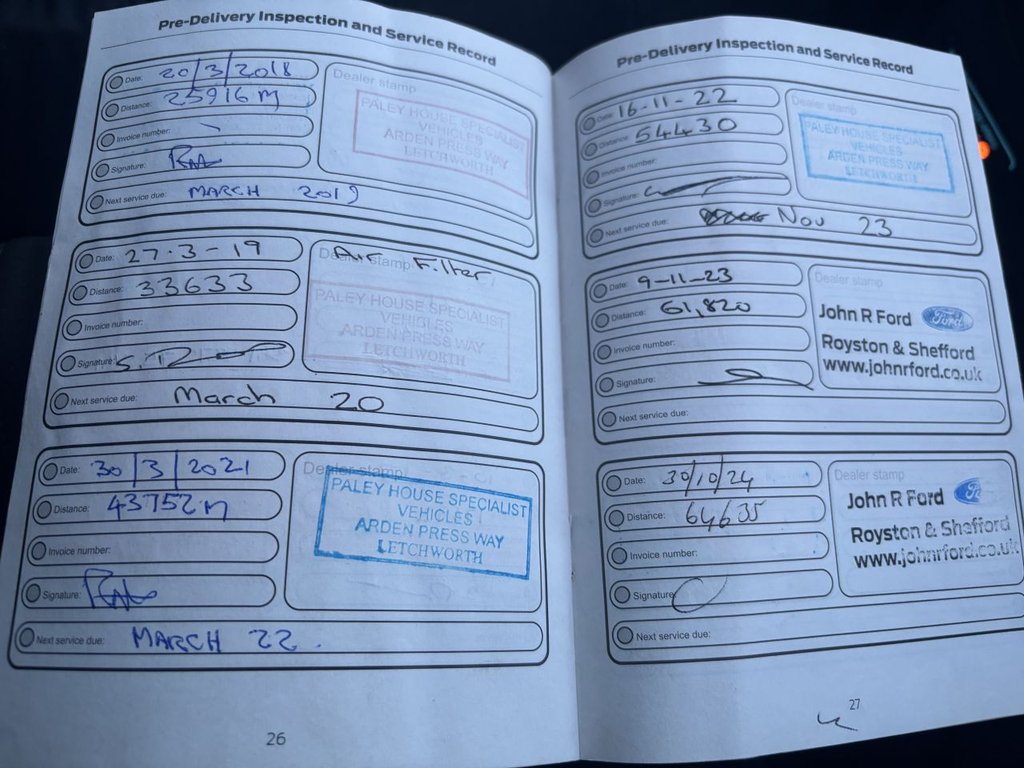 Pre-Delivery Inspection and Service Record
Date: 20/3/2018
Distance: 25916 M
Invoice number:
Signature:
Next service due: MARCH 2019
Dealer stamp
PALEY HOUSE SPECIALIST
VEHICLES
ARDEN PRESS WAY
LETCHWORTH
Date: 27-3-19
Distance: 33633
Invoice number:
Signature:
Next service due: March 20
Dealer stamp
Air Filter
PALEY HOUSE SPECIALIST
VEHICLES
ARDEN PRESS WAY
LETCHWORTH
Date: 30/3/2021
Distance: 43752 M
Invoice number:
Signature:
Next service due: MARCH 22.
Dealer stamp
PALEY HOUSE SPECIALIST
VEHICLES
ARDEN PRESS WAY
LETCHWORTH
26
Pre-Delivery Inspection and Service Record
Date: 16-11-22
Distance: 54430
Invoice number:
Signature:
Next service due: Nov 23
Dealer stamp
PALEY HOUSE SPECIALIST
VEHICLES
ARDEN PRESS WAY
LETCHWORTH
Date: 9-11-23
Distance: 61,820
Invoice number:
Signature:
Next service due:
Dealer stamp
John R Ford Ford
Royston & Shefford
www.johnrford.co.uk
Date: 30/10/24
Distance: 64635
Invoice number:
Signature:
Next service due:
Dealer stamp
John R Ford
Royston & Shefford
www.johnrford.co.uk
27